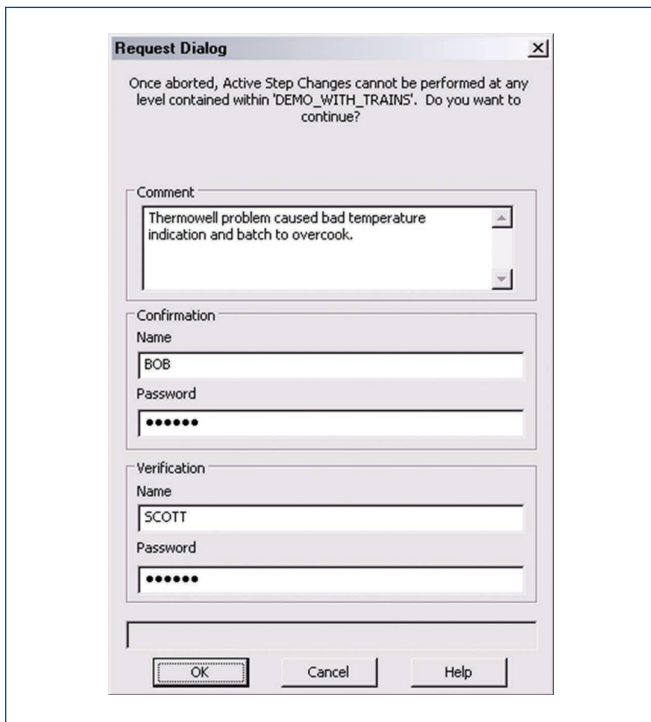 Request Dialog
Once aborted, Active Step Changes cannot be performed at any
level contained within 'DEMO_WITH_TRAINS'. Do you want to
continue?
Comment
Thermowell problem caused bad temperature
indication and batch to overcook.
Confirmation
Name
BOB
Password
••••••
Verification
Name
SCOTT
Password
••••••
OK Cancel Help